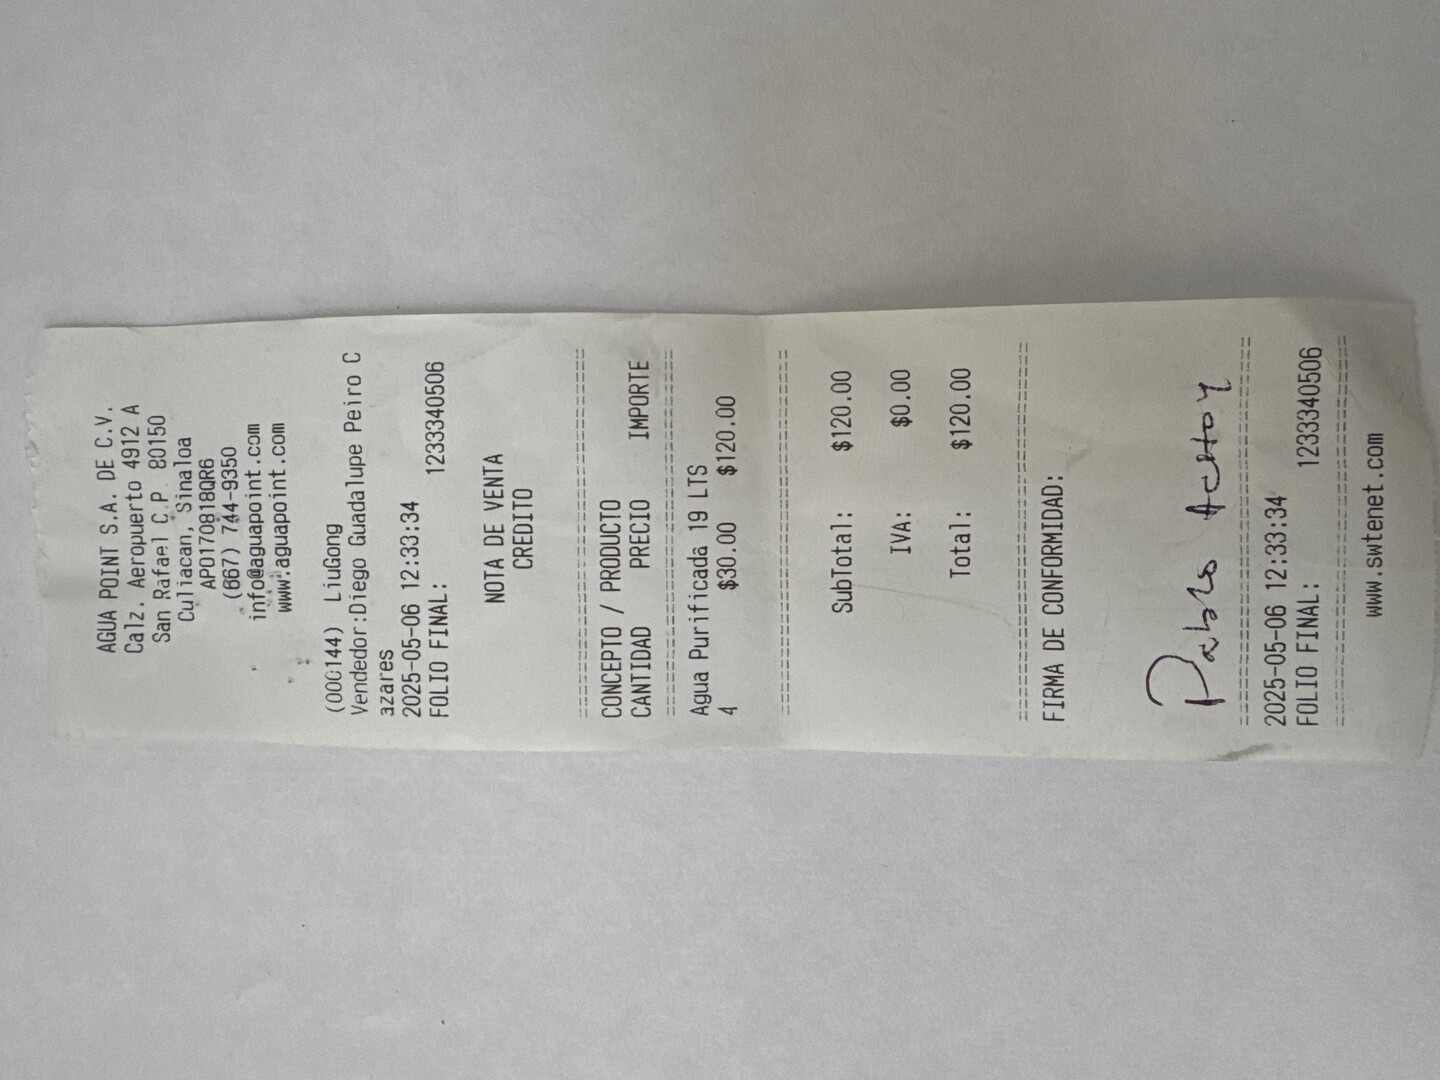 AGUA POINT S.A. DE C.V.
Calz. Aeropuerto 4912 A
San Rafael C.P. 80150
Culiacan, Sinaloa
APO170818QR6
(667) 744-9350
info@aguapoint.com
www.aguapoint.com
(000144) LiuGong
Vendedor:Diego Guadalupe Peiro C
azares
2025-05-06 12:33:34
FOLIO FINAL: 1233340506
NOTA DE VENTA
CREDITO
================================
CONCEPTO / PRODUCTO
CANTIDAD PRECIO IMPORTE
================================
Agua Purificada 19 LTS
4 $30.00 $120.00
================================
SubTotal: $120.00
IVA: $0.00
Total: $120.00
================================
FIRMA DE CONFORMIDAD:
Pablo
================================
2025-05-06 12:33:34
FOLIO FINAL: 1233340506
================================
www.swtenet.com